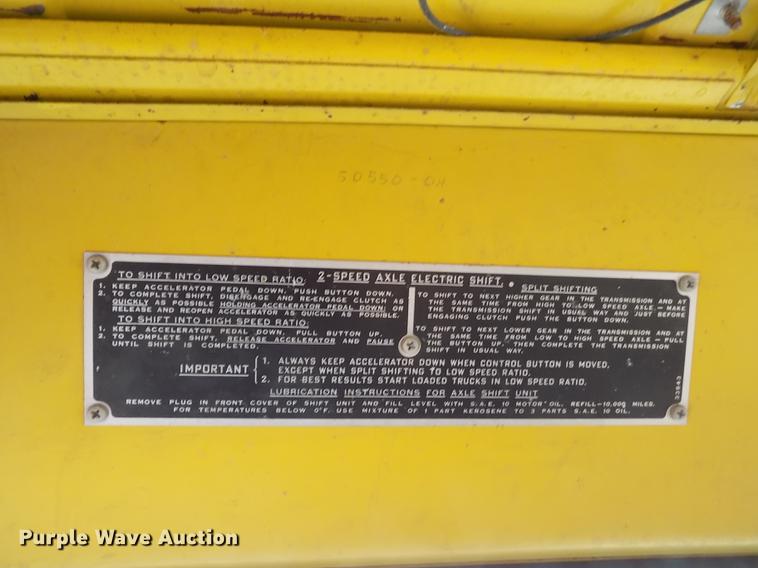 50550-0H
2-SPEED AXLE ELECTRIC SHIFT.
TO SHIFT INTO LOW SPEED RATIO:
1. KEEP ACCELERATOR PEDAL DOWN. PUSH BUTTON DOWN.
2. TO COMPLETE SHIFT, DISENGAGE AND RE-ENGAGE CLUTCH AS
QUICKLY AS POSSIBLE HOLDING ACCELERATOR PEDAL DOWN; OR
RELEASE AND REOPEN ACCELERATOR AS QUICKLY AS POSSIBLE.
TO SHIFT INTO HIGH SPEED RATIO.
1. KEEP ACCELERATOR PEDAL DOWN. PULL BUTTON UP.
2. TO COMPLETE SHIFT, RELEASE ACCELERATOR AND PAUSE
UNTIL SHIFT IS COMPLETED.
SPLIT SHIFTING
TO SHIFT TO NEXT HIGHER GEAR IN THE TRANSMISSION AND AT
THE SAME TIME FROM HIGH TO LOW SPEED AXLE - MAKE
THE TRANSMISSION SHIFT IN USUAL WAY AND JUST BEFORE
ENGAGING CLUTCH PUSH THE BUTTON DOWN.
TO SHIFT TO NEXT LOWER GEAR IN THE TRANSMISSION AND AT
THE SAME TIME FROM LOW TO HIGH SPEED AXLE - PULL
THE BUTTON UP. THEN COMPLETE THE TRANSMISSION
SHIFT IN USUAL WAY.
IMPORTANT
1. ALWAYS KEEP ACCELERATOR DOWN WHEN CONTROL BUTTON IS MOVED,
EXCEPT WHEN SPLIT SHIFTING TO LOW SPEED RATIO.
2. FOR BEST RESULTS START LOADED TRUCKS IN LOW SPEED RATIO.
LUBRICATION INSTRUCTIONS FOR AXLE SHIFT UNIT
REMOVE PLUG IN FRONT COVER OF SHIFT UNIT AND FILL LEVEL WITH S.A.E. 10 MOTOR OIL. REFILL-10,000 MILES.
FOR TEMPERATURES BELOW 0°F. USE MIXTURE OF 1 PART KEROSENE TO 3 PARTS S.A.E. 10 OIL.
33943
Purple Wave Auction